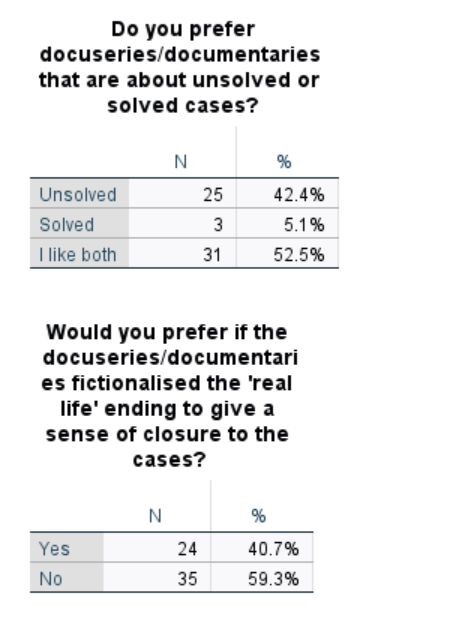 Do you prefer
docuseries/documentaries
that are about unsolved or
solved cases?
N %
Unsolved 25 42.4%
Solved 3 5.1%
I like both 31 52.5%
Would you prefer if the
docuseries/documentari
es fictionalised the 'real
life' ending to give a
sense of closure to the
cases?
N %
Yes 24 40.7%
No 35 59.3%